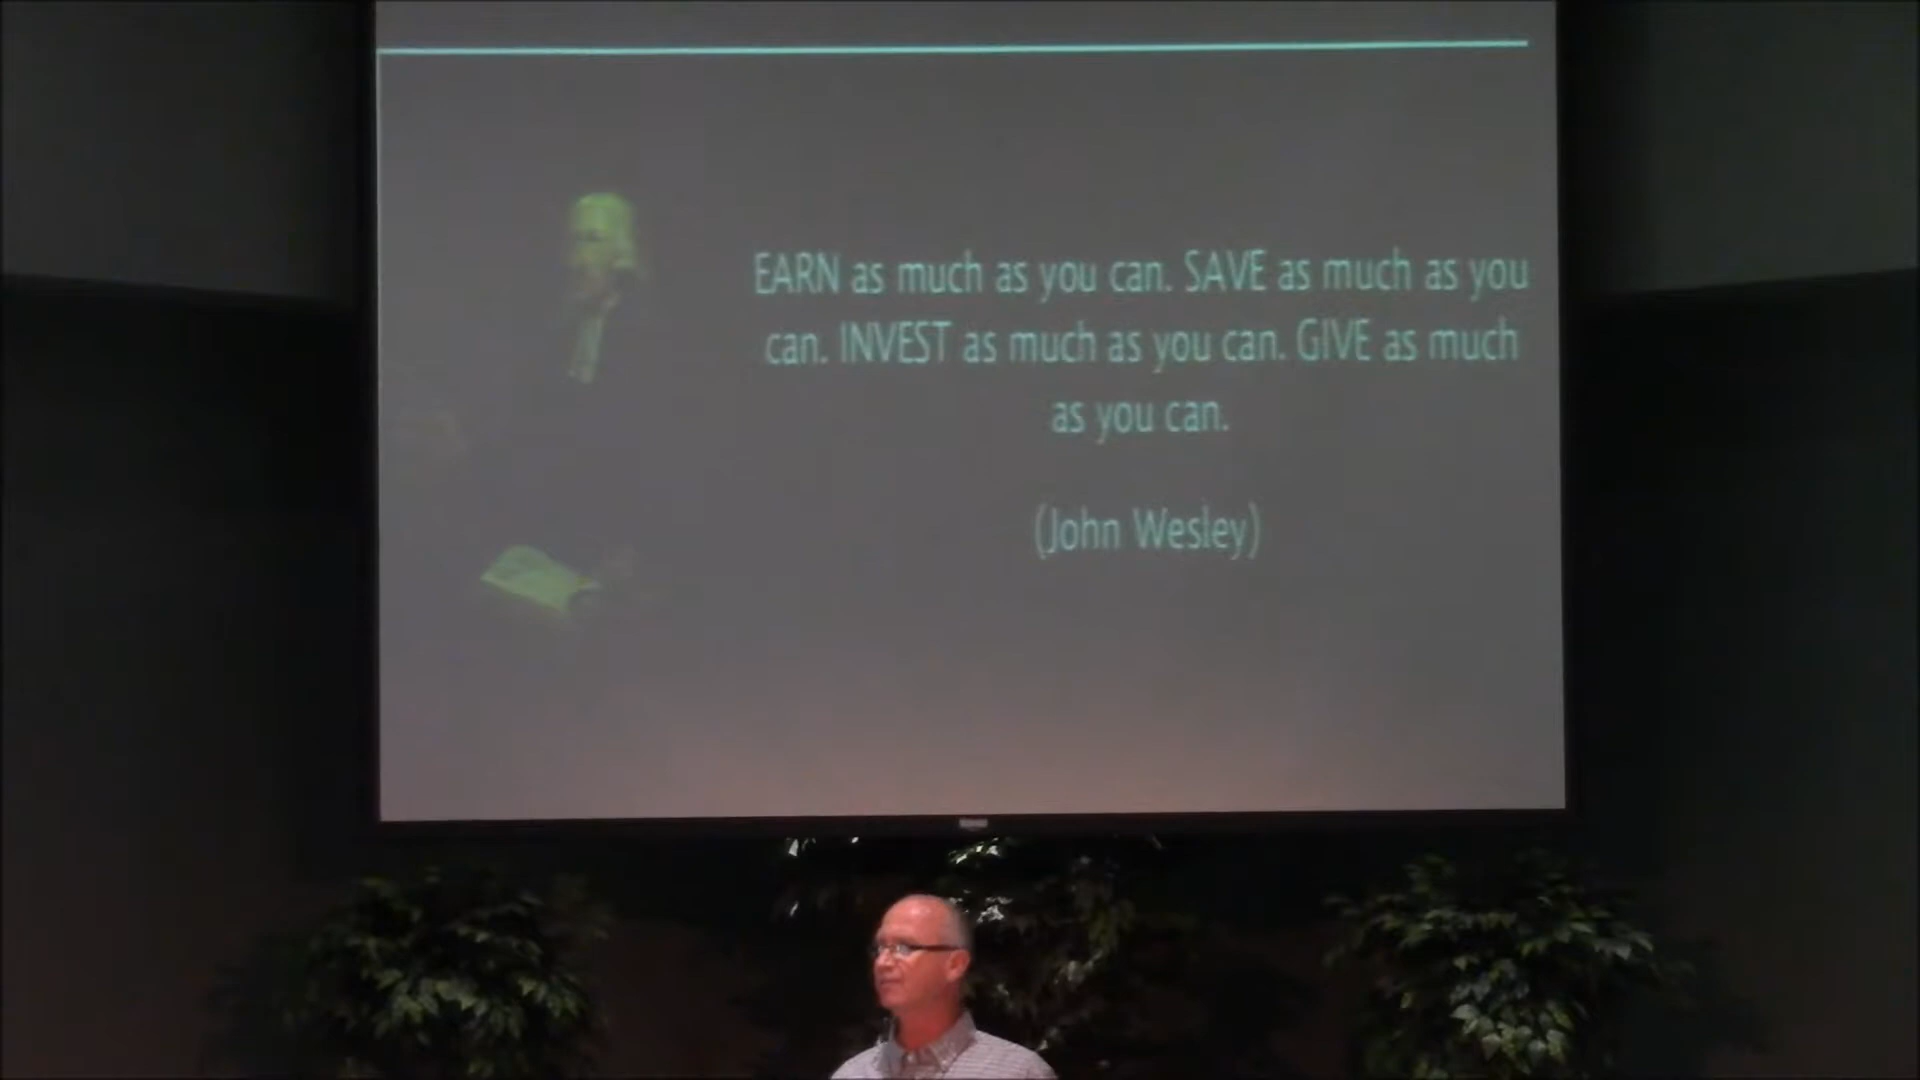 EARN as much as you can. SAVE as much as you
can. INVEST as much as you can. GIVE as much
as you can.
(John Wesley)